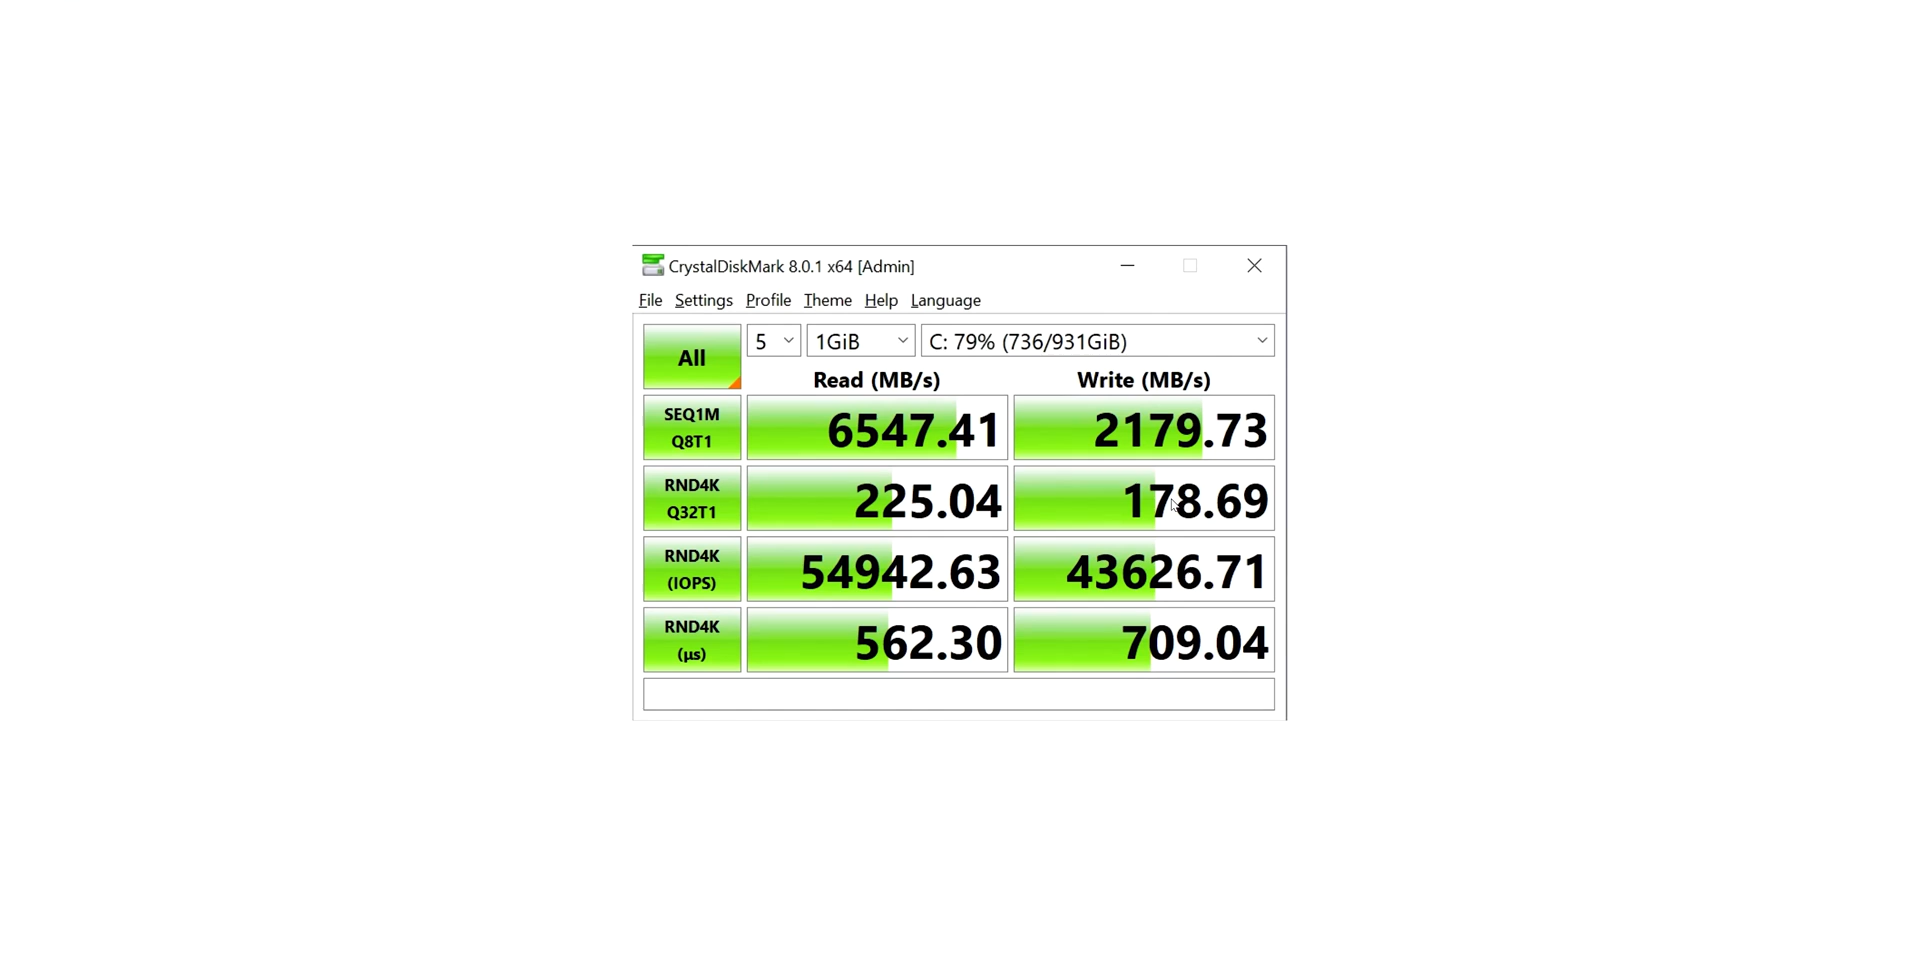 CrystalDiskMark 8.0.1 x64 [Admin]
File Settings Profile Theme Help Language
All 5 1GiB C: 79% (736/931GiB)
Read (MB/s) Write (MB/s)
SEQ1M
Q8T1
6547.41 2179.73
RND4K
Q32T1
225.04 178.69
RND4K
(IOPS)
54942.63 43626.71
RND4K
(μs)
562.30 709.04